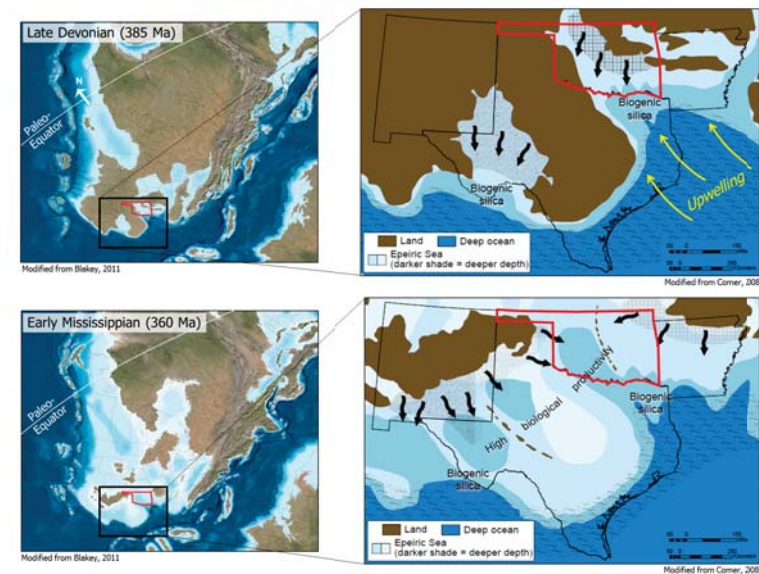 Late Devonian (385 Ma)
N
Paleo-
Equator
Modified from Blakey, 2011
Biogenic
silica
Biogenic
silica
Upwelling
Land
Deep ocean
Epeiric Sea
(darker shade = deeper depth)
Modified from Comer,
Early Mississippian (360 Ma)
Paleo-
Equator
Modified from Blakey, 2011
High
biological
productivity
Biogenic
silica
Biogenic
silica
Land
Deep ocean
Epeiric Sea
(darker shade = deeper depth)
Modified from Comer,